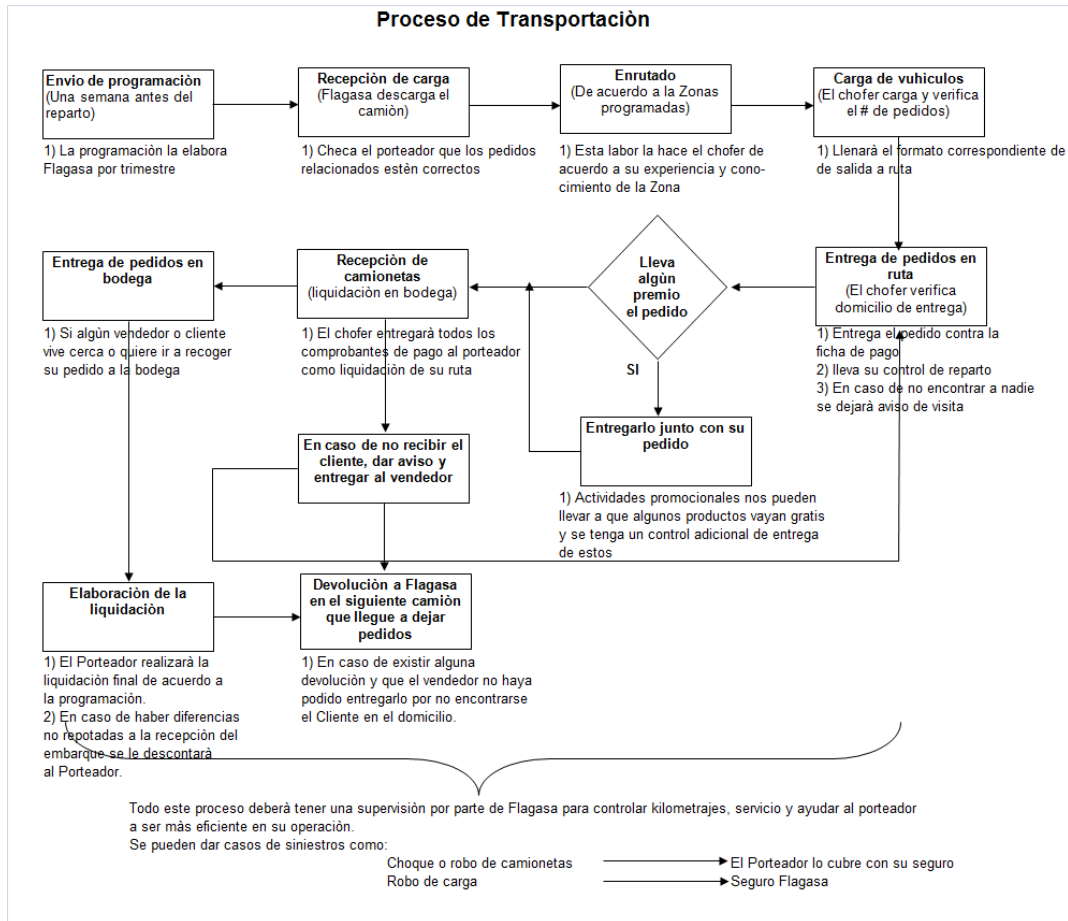 Proceso de Transportaciòn
Envio de programaciòn
(Una semana antes del
reparto)
1) La programaciòn la elabora
Flagasa por trimestre
Recepciòn de carga
(Flagasa descarga el
camiòn)
1) Checa el porteador que los pedidos
relacionados estèn correctos
Enrutado
(De acuerdo a la Zonas
programadas)
1) Esta labor la hace el chofer de
acuerdo a su experiencia y cono-
cimiento de la Zona
Carga de vuhiculos
(El chofer carga y verifica
el # de pedidos)
1) Llenarà el formato correspondiente de
de salida a ruta
Entrega de pedidos en
bodega
1) Si algùn vendedor o cliente
vive cerca o quiere ir a recoger
su pedido a la bodega
Recepciòn de
camionetas
(liquidaciòn en bodega)
1) El chofer entregarà todos los
comprobantes de pago al porteador
como liquidaciòn de su ruta
Lleva
algùn
premio
el pedido
SI
Entrega de pedidos en
ruta
(El chofer verifica
domicilio de entrega)
1) Entrega el pedido contra la
ficha de pago
2) lleva su control de reparto
3) En caso de no encontrar a nadie
se dejarà aviso de visita
En caso de no recibir el
cliente, dar aviso y
entregar al vendedor
Entregarlo junto con su
pedido
1) Actividades promocionales nos pueden
llevar a que algunos productos vayan gratis
y se tenga un control adicional de entrega
de estos
Elaboraciòn de la
liquidaciòn
1) El Porteador realizarà la
liquidaciòn final de acuerdo a
la programaciòn.
2) En caso de haber diferencias
no repotadas a la recepciòn del
embarque se le descontarà
al Porteador.
Devoluciòn a Flagasa
en el siguiente camiòn
que llegue a dejar
pedidos
1) En caso de existir alguna
devoluciòn y que el vendedor no haya
podido entregarlo por no encontrarse
el Cliente en el domicilio.
Todo este proceso deberà tener una supervisiòn por parte de Flagasa para controlar kilometrajes, servicio y ayudar al porteador
a ser màs eficiente en su operaciòn.
Se pueden dar casos de siniestros como:
Choque o robo de camionetas El Porteador lo cubre con su seguro
Robo de carga Seguro Flagasa